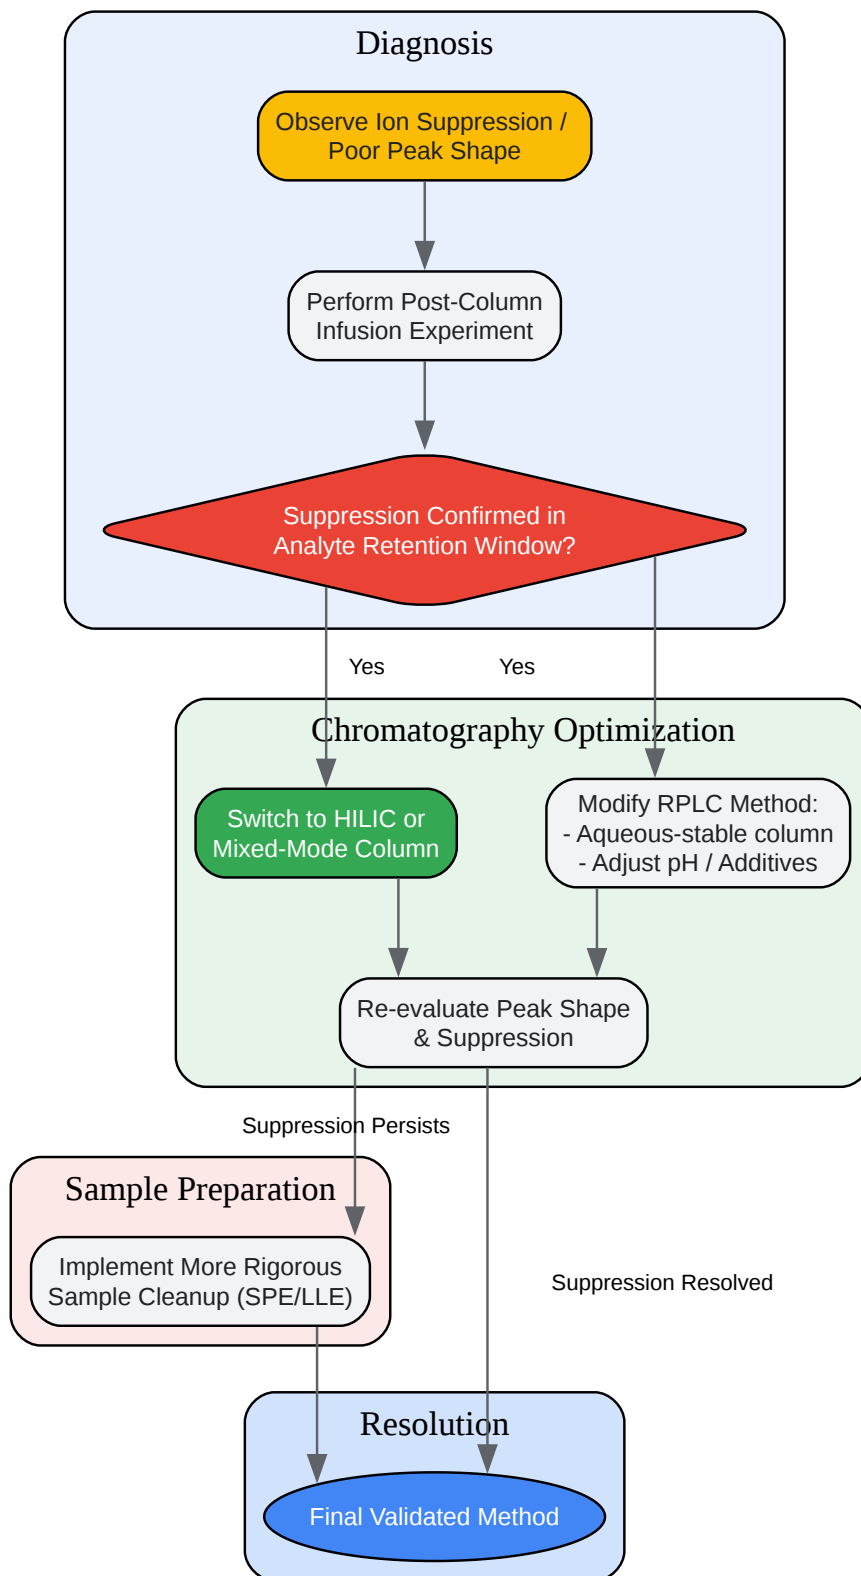 Diagnosis
Observe Ion Suppression /
Poor Peak Shape
Perform Post-Column
Infusion Experiment
Suppression Confirmed in
Analyte Retention Window?
Yes
Yes
Chromatography Optimization
Switch to HILIC or
Mixed-Mode Column
Modify RPLC Method:
- Aqueous-stable column
- Adjust pH / Additives
Re-evaluate Peak Shape
& Suppression
Suppression Persists
Sample Preparation
Implement More Rigorous
Sample Cleanup (SPE/LLE)
Suppression Resolved
Resolution
Final Validated Method